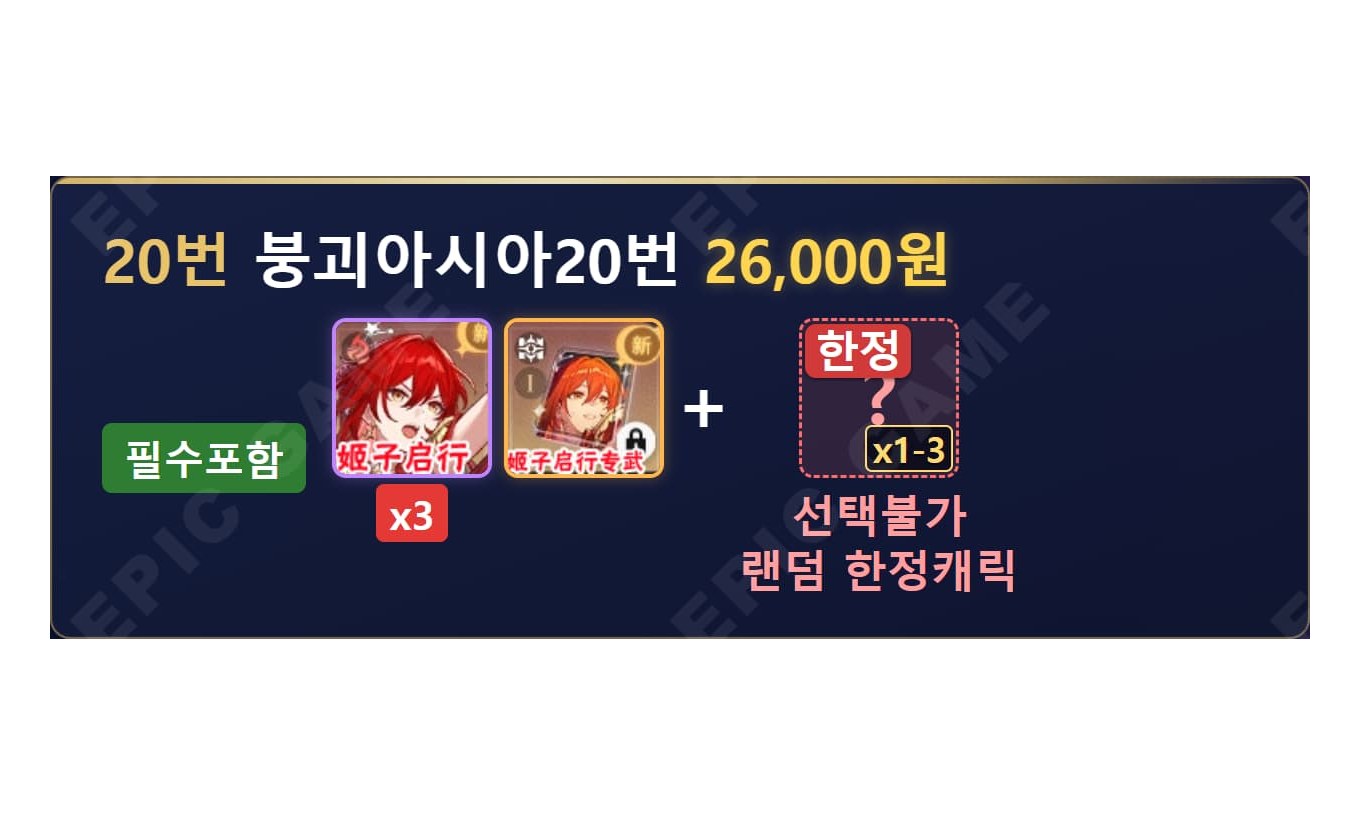 20번 붕괴아시아20번 26,000원
필수포함
新
姬子启行
x3
新
I
姬子启行专武
+
한정
?
x1-3
선택불가
랜덤 한정캐릭
EPIC GAME
EPIC GAME